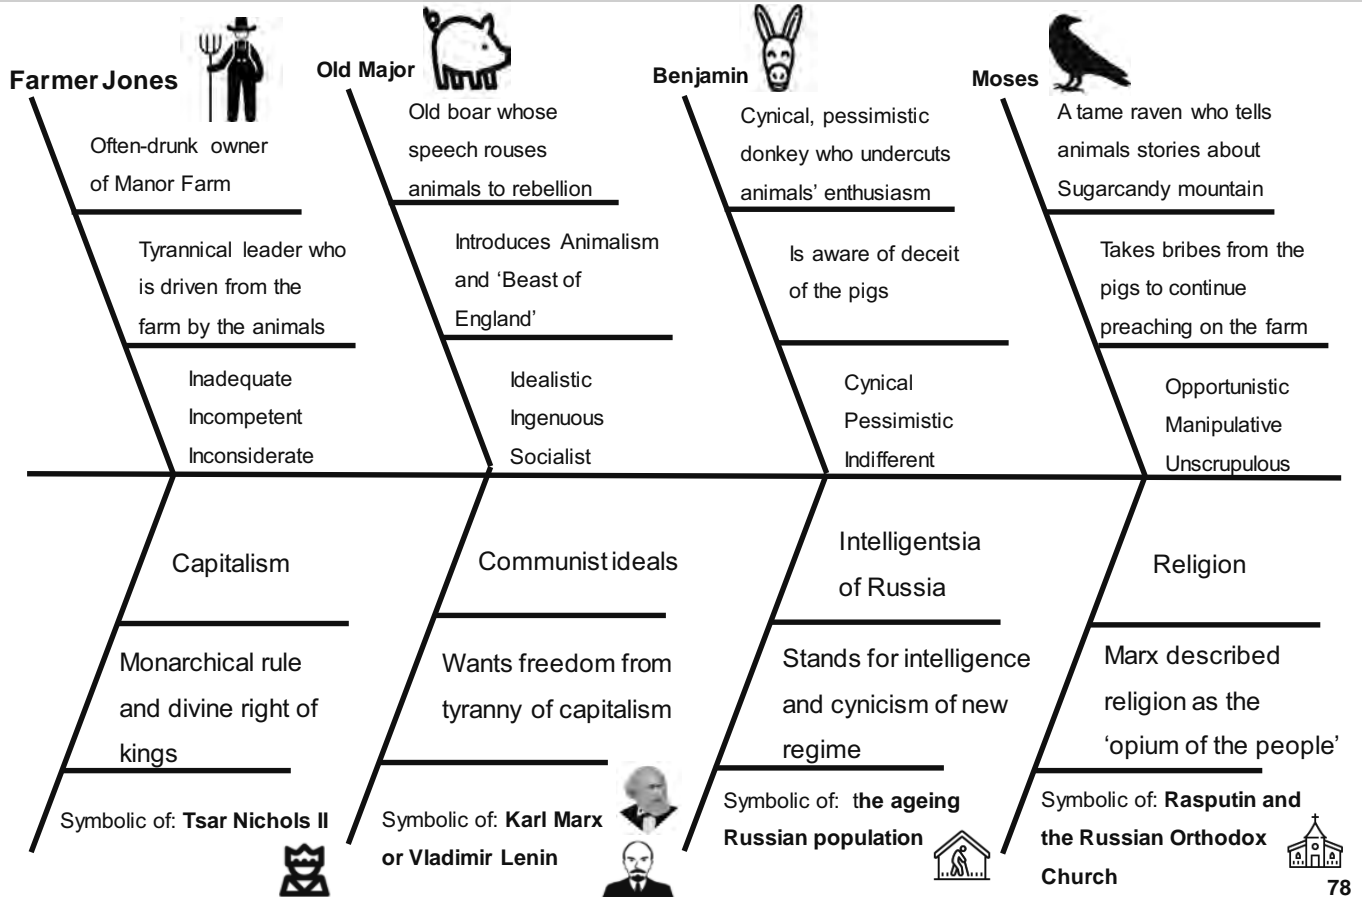 Farmer Jones
Often-drunk owner
of Manor Farm
Tyrannical leader who
is driven from the
farm by the animals
Inadequate
Incompetent
Inconsiderate
Capitalism
Monarchical rule
and divine right of
kings
Symbolic of: Tsar Nichols II
Old Major
Old boar whose
speech rouses
animals to rebellion
Introduces Animalism
and ‘Beast of
England’
Idealistic
Ingenuous
Socialist
Communist ideals
Wants freedom from
tyranny of capitalism
Symbolic of: Karl Marx
or Vladimir Lenin
Benjamin
Cynical, pessimistic
donkey who undercuts
animals’ enthusiasm
Is aware of deceit
of the pigs
Cynical
Pessimistic
Indifferent
Intelligentsia
of Russia
Stands for intelligence
and cynicism of new
regime
Symbolic of: the ageing
Russian population
Moses
A tame raven who tells
animals stories about
Sugarcandy mountain
Takes bribes from the
pigs to continue
preaching on the farm
Opportunistic
Manipulative
Unscrupulous
Religion
Marx described
religion as the
‘opium of the people’
Symbolic of: Rasputin and
the Russian Orthodox
Church
78